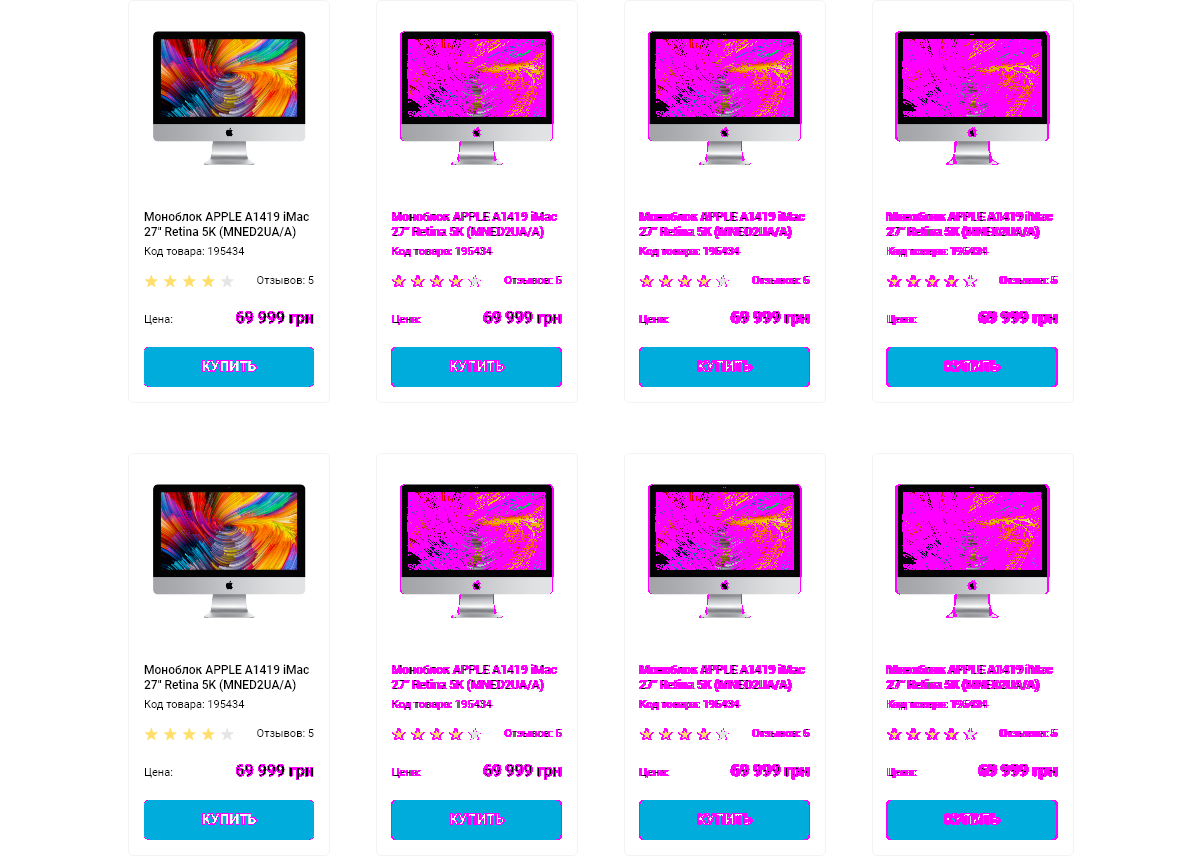 Моноблок APPLE A1419 iMac
27" Retina 5K (MNED2UA/A)
Код товара: 195434
Отзывов: 5
Цена: 69 999 грн
КУПИТЬ
Моноблок APPLE A1419 iMac
27" Retina 5K (MNED2UA/A)
Код товара: 195434
Отзывов: 5
Цена: 69 999 грн
КУПИТЬ
Моноблок APPLE A1419 iMac
27" Retina 5K (MNED2UA/A)
Код товара: 195434
Отзывов: 5
Цена: 69 999 грн
КУПИТЬ
Моноблок APPLE A1419 iMac
27" Retina 5K (MNED2UA/A)
Код товара: 195434
Отзывов: 5
Цена: 69 999 грн
КУПИТЬ
Моноблок APPLE A1419 iMac
27" Retina 5K (MNED2UA/A)
Код товара: 195434
Отзывов: 5
Цена: 69 999 грн
КУПИТЬ
Моноблок APPLE A1419 iMac
27" Retina 5K (MNED2UA/A)
Код товара: 195434
Отзывов: 5
Цена: 69 999 грн
КУПИТЬ
Моноблок APPLE A1419 iMac
27" Retina 5K (MNED2UA/A)
Код товара: 195434
Отзывов: 5
Цена: 69 999 грн
КУПИТЬ
Моноблок APPLE A1419 iMac
27" Retina 5K (MNED2UA/A)
Код товара: 195434
Отзывов: 5
Цена: 69 999 грн
КУПИТЬ